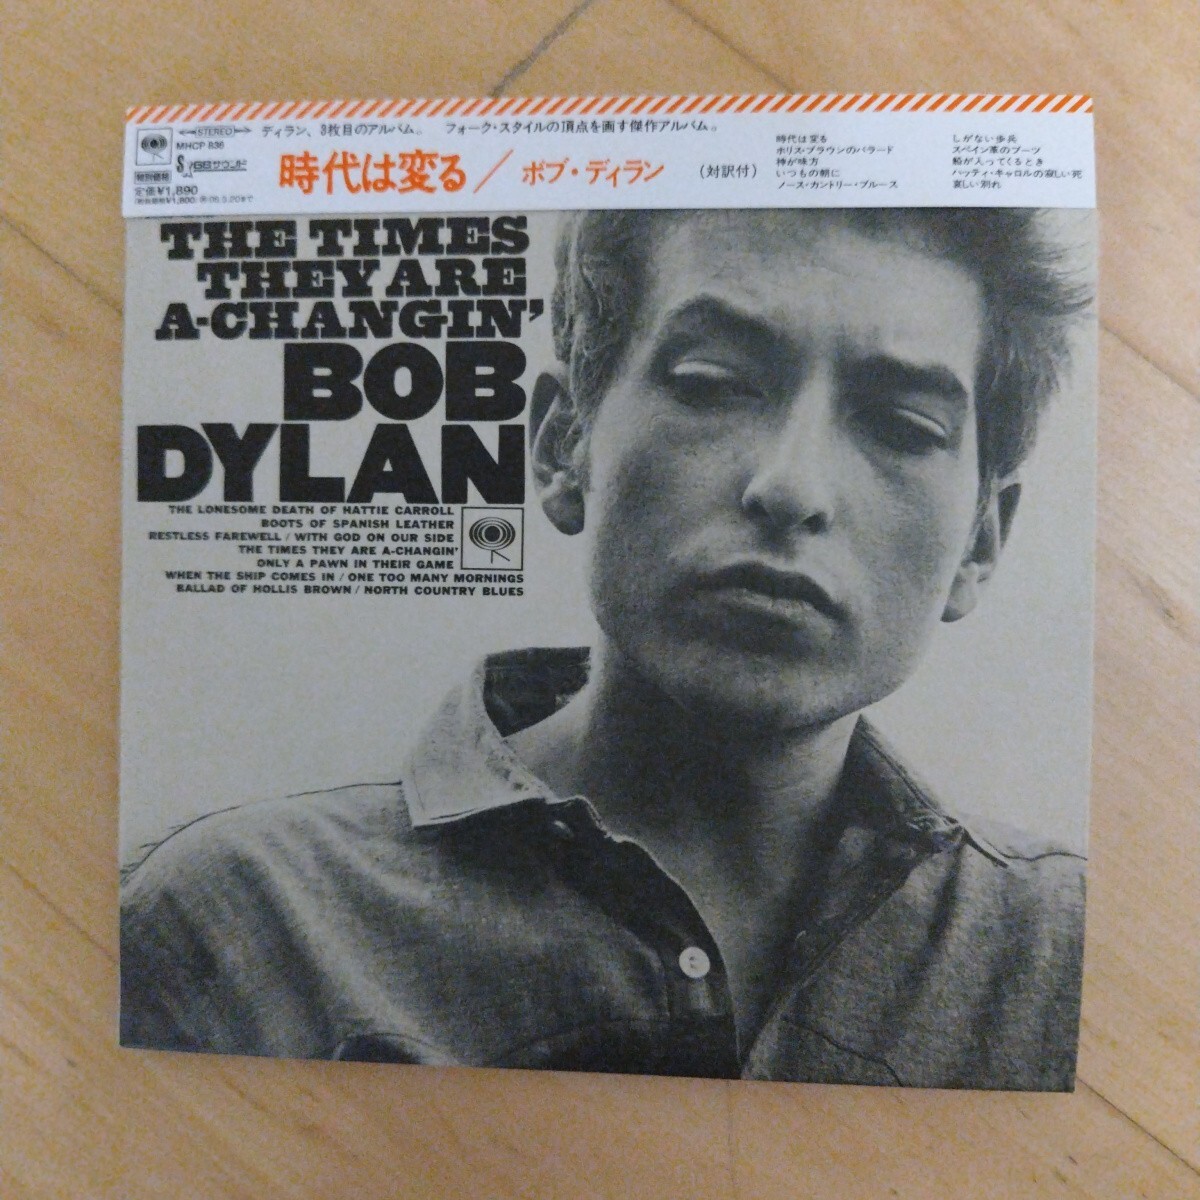 STEREO
MHCP 836
特別価格
定価¥1,890
ディラン、3枚目のアルバム。 フォーク・スタイルの頂点を画す傑作アルバム。
時代は変る／ボブ・ディラン (対訳付)
時代は変る
ホリス・ブラウンのバラード
神が味方
いつもの朝に
ノース・カントリー・ブルース
しがない歩兵
スペイン革のブーツ
船が入ってくるとき
ハッティ・キャロルの寂しい死
哀しい別れ
THE TIMES
THEY ARE
A-CHANGIN'
BOB
DYLAN
THE LONESOME DEATH OF HATTIE CARROLL
BOOTS OF SPANISH LEATHER
RESTLESS FAREWELL / WITH GOD ON OUR SIDE
THE TIMES THEY ARE A-CHANGIN'
ONLY A PAWN IN THEIR GAME
WHEN THE SHIP COMES IN / ONE TOO MANY MORNINGS
BALLAD OF HOLLIS BROWN / NORTH COUNTRY BLUES